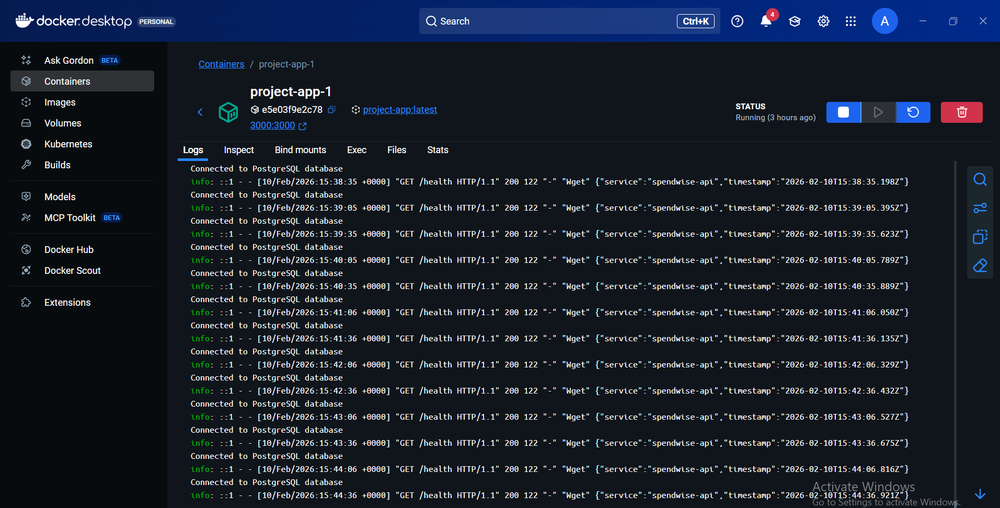 docker.desktop PERSONAL
Search Ctrl+K
4
A
Ask Gordon BETA
Containers
Images
Volumes
Kubernetes
Builds
Models
MCP Toolkit BETA
Docker Hub
Docker Scout
Extensions
Containers / project-app-1
project-app-1
e5e03f9e2c78 project-app:latest
3000:3000
STATUS
Running (3 hours ago)
Logs Inspect Bind mounts Exec Files Stats
Connected to PostgreSQL database
info: ::1 - - [10/Feb/2026:15:38:35 +0000] "GET /health HTTP/1.1" 200 122 "-" "Wget" {"service":"spendwise-api","timestamp":"2026-02-10T15:38:35.198Z"}
Connected to PostgreSQL database
info: ::1 - - [10/Feb/2026:15:39:05 +0000] "GET /health HTTP/1.1" 200 122 "-" "Wget" {"service":"spendwise-api","timestamp":"2026-02-10T15:39:05.395Z"}
Connected to PostgreSQL database
info: ::1 - - [10/Feb/2026:15:39:35 +0000] "GET /health HTTP/1.1" 200 122 "-" "Wget" {"service":"spendwise-api","timestamp":"2026-02-10T15:39:35.623Z"}
Connected to PostgreSQL database
info: ::1 - - [10/Feb/2026:15:40:05 +0000] "GET /health HTTP/1.1" 200 122 "-" "Wget" {"service":"spendwise-api","timestamp":"2026-02-10T15:40:05.789Z"}
Connected to PostgreSQL database
info: ::1 - - [10/Feb/2026:15:40:35 +0000] "GET /health HTTP/1.1" 200 122 "-" "Wget" {"service":"spendwise-api","timestamp":"2026-02-10T15:40:35.889Z"}
Connected to PostgreSQL database
info: ::1 - - [10/Feb/2026:15:41:06 +0000] "GET /health HTTP/1.1" 200 122 "-" "Wget" {"service":"spendwise-api","timestamp":"2026-02-10T15:41:06.050Z"}
Connected to PostgreSQL database
info: ::1 - - [10/Feb/2026:15:41:36 +0000] "GET /health HTTP/1.1" 200 122 "-" "Wget" {"service":"spendwise-api","timestamp":"2026-02-10T15:41:36.135Z"}
Connected to PostgreSQL database
info: ::1 - - [10/Feb/2026:15:42:06 +0000] "GET /health HTTP/1.1" 200 122 "-" "Wget" {"service":"spendwise-api","timestamp":"2026-02-10T15:42:06.329Z"}
Connected to PostgreSQL database
info: ::1 - - [10/Feb/2026:15:42:36 +0000] "GET /health HTTP/1.1" 200 122 "-" "Wget" {"service":"spendwise-api","timestamp":"2026-02-10T15:42:36.432Z"}
Connected to PostgreSQL database
info: ::1 - - [10/Feb/2026:15:43:06 +0000] "GET /health HTTP/1.1" 200 122 "-" "Wget" {"service":"spendwise-api","timestamp":"2026-02-10T15:43:06.527Z"}
Connected to PostgreSQL database
info: ::1 - - [10/Feb/2026:15:43:36 +0000] "GET /health HTTP/1.1" 200 122 "-" "Wget" {"service":"spendwise-api","timestamp":"2026-02-10T15:43:36.675Z"}
Connected to PostgreSQL database
info: ::1 - - [10/Feb/2026:15:44:06 +0000] "GET /health HTTP/1.1" 200 122 "-" "Wget" {"service":"spendwise-api","timestamp":"2026-02-10T15:44:06.816Z"}
Connected to PostgreSQL database
info: ::1 - - [10/Feb/2026:15:44:36 +0000] "GET /health HTTP/1.1" 200 122 "-" "Wget" {"service":"spendwise-api","timestamp":"2026-02-10T15:44:36.921Z"}
Activate Windows
Go to Settings to activate Windows.